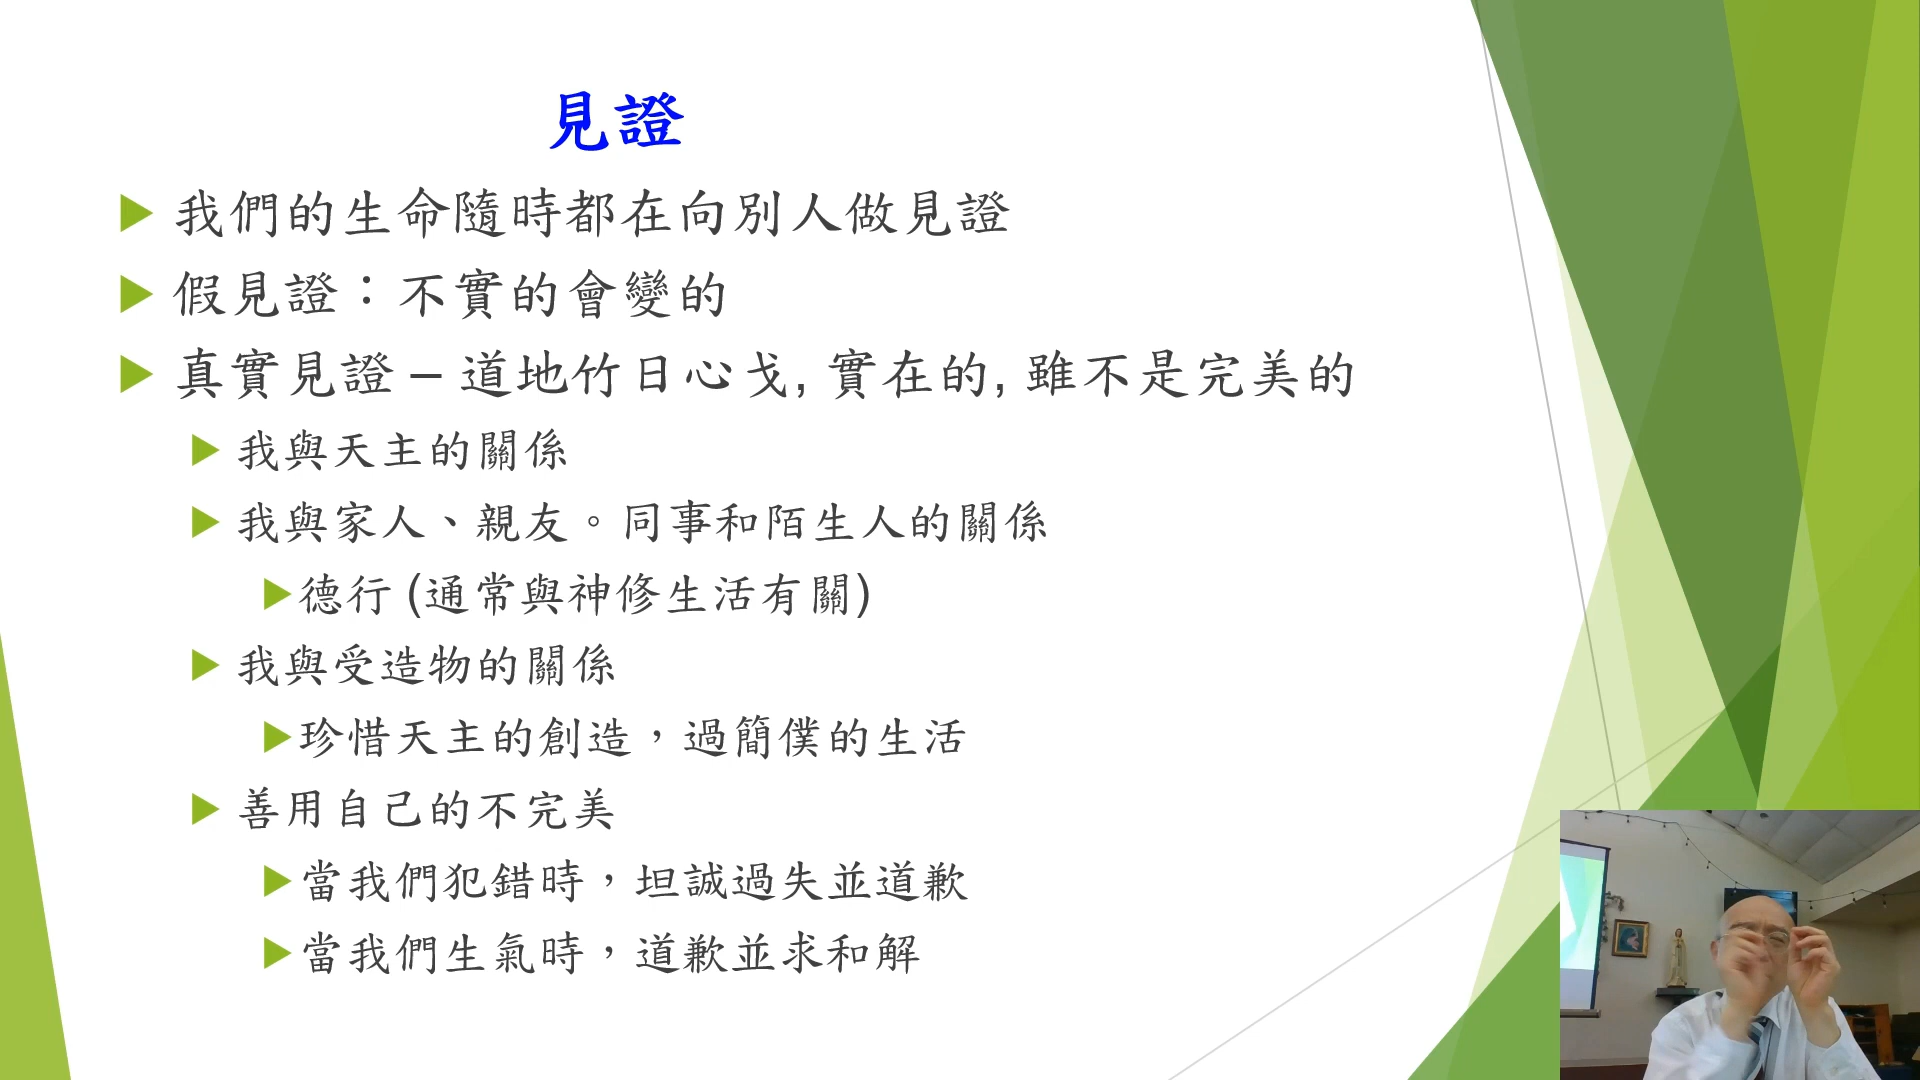 見證
我們的生命隨時都在向別人做見證
假見證：不實的會變的
真實見證 – 道地竹日心戈, 實在的, 雖不是完美的
我與天主的關係
我與家人、親友。同事和陌生人的關係
德行 (通常與神修生活有關)
我與受造物的關係
珍惜天主的創造，過簡僕的生活
善用自己的不完美
當我們犯錯時，坦誠過失並道歉
當我們生氣時，道歉並求和解